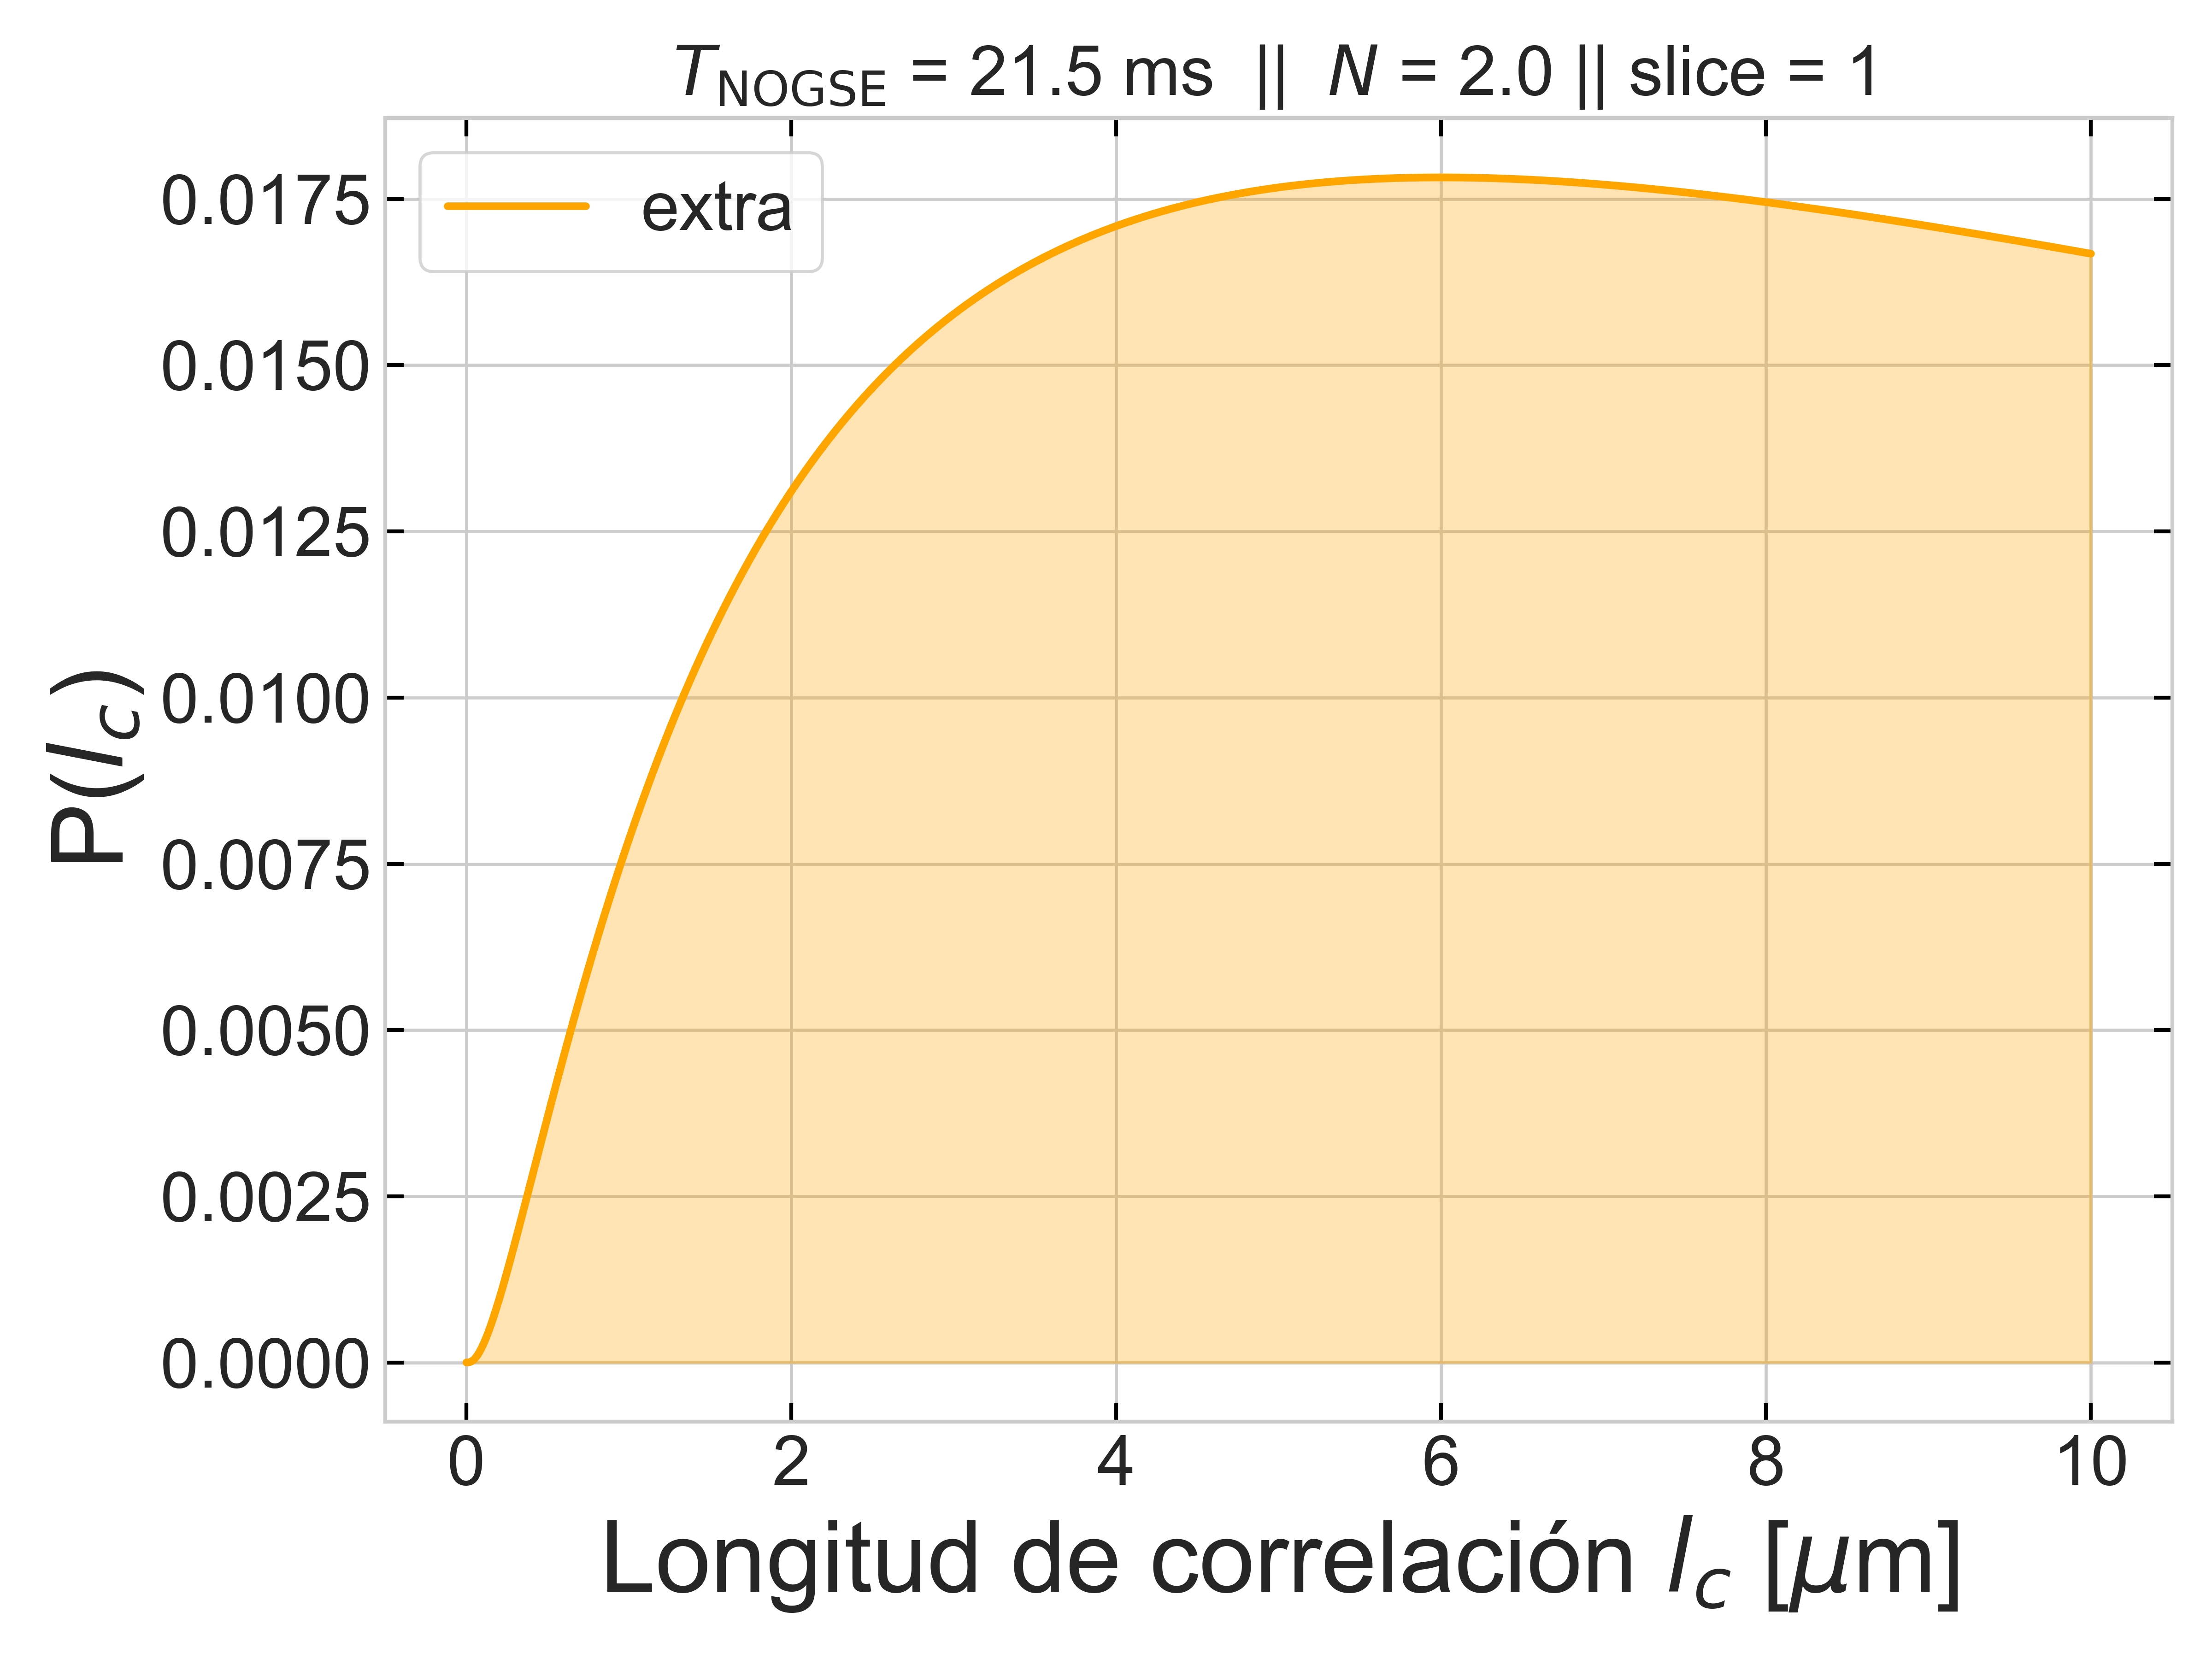 T_NOGSE = 21.5 ms || N = 2.0 || slice = 1
extra
P(l_c)
0.0175
0.0150
0.0125
0.0100
0.0075
0.0050
0.0025
0.0000
0 2 4 6 8 10
Longitud de correlación l_c [μm]